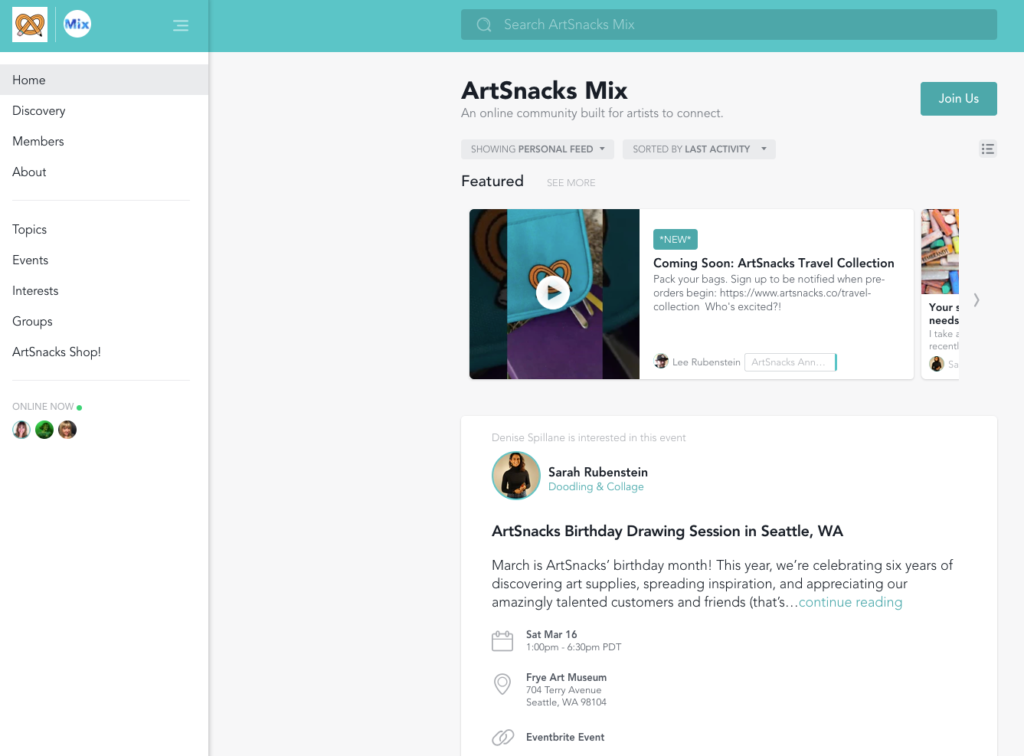 Mix
Search ArtSnacks Mix
Home
Discovery
Members
About
Topics
Events
Interests
Groups
ArtSnacks Shop!
ONLINE NOW
ArtSnacks Mix
An online community built for artists to connect.
Join Us
SHOWING PERSONAL FEED
SORTED BY LAST ACTIVITY
Featured
SEE MORE
*NEW*
Coming Soon: ArtSnacks Travel Collection
Pack your bags. Sign up to be notified when pre-
orders begin: https://www.artsnacks.co/travel-
collection Who's excited?!
Lee Rubenstein
ArtSnacks Ann...
Your s
needs
I take a
recentl
Sa
Denise Spillane is interested in this event
Sarah Rubenstein
Doodling & Collage
ArtSnacks Birthday Drawing Session in Seattle, WA
March is ArtSnacks’ birthday month! This year, we’re celebrating six years of
discovering art supplies, spreading inspiration, and appreciating our
amazingly talented customers and friends (that’s…continue reading
Sat Mar 16
1:00pm - 6:30pm PDT
Frye Art Museum
704 Terry Avenue
Seattle, WA 98104
Eventbrite Event